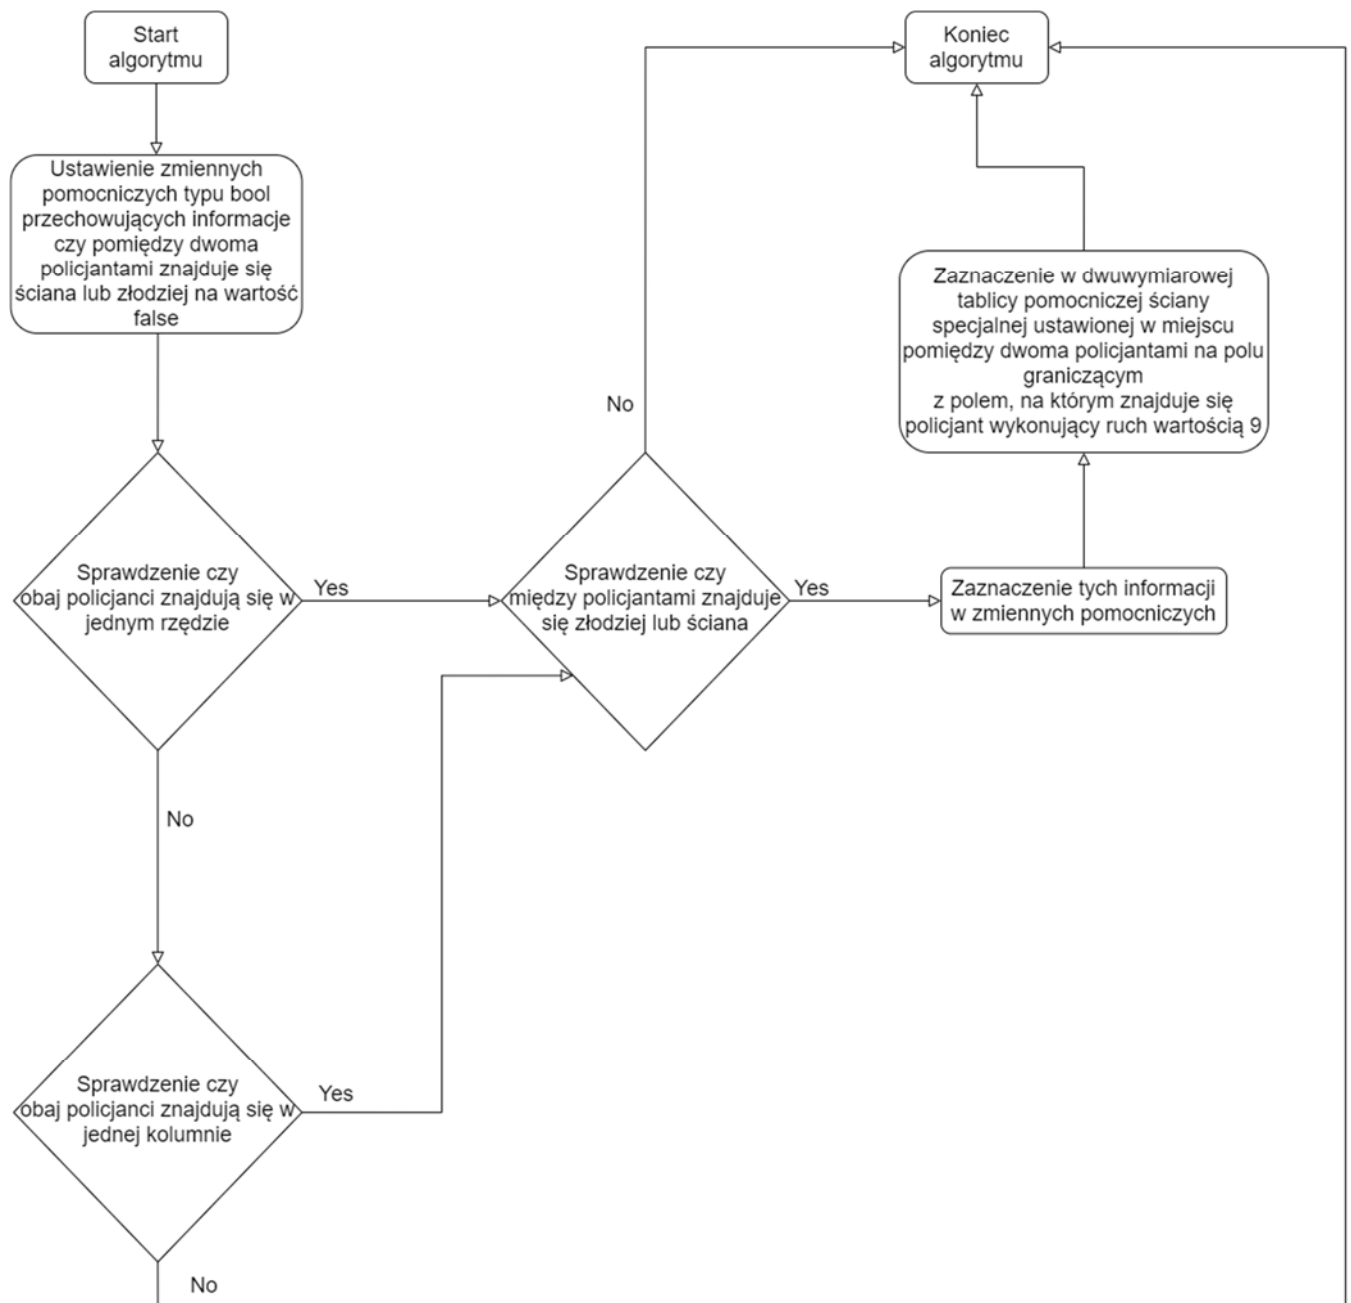 Start
algorytmu
Koniec
algorytmu
Ustawienie zmiennych
pomocniczych typu bool
przechowujących informacje
czy pomiędzy dwoma
policjantami znajduje się
ściana lub złodziej na wartość
false
Zaznaczenie w dwuwymiarowej
tablicy pomocniczej ściany
specjalnej ustawionej w miejscu
pomiędzy dwoma policjantami na polu
graniczącym
z polem, na którym znajduje się
policjant wykonujący ruch wartością 9
No
Sprawdzenie czy
obaj policjanci znajdują się w
jednym rzędzie
Yes
Sprawdzenie czy
między policjantami znajduje
się złodziej lub ściana
Yes
Zaznaczenie tych informacji
w zmiennych pomocniczych
No
Sprawdzenie czy
obaj policjanci znajdują się w
jednej kolumnie
Yes
No